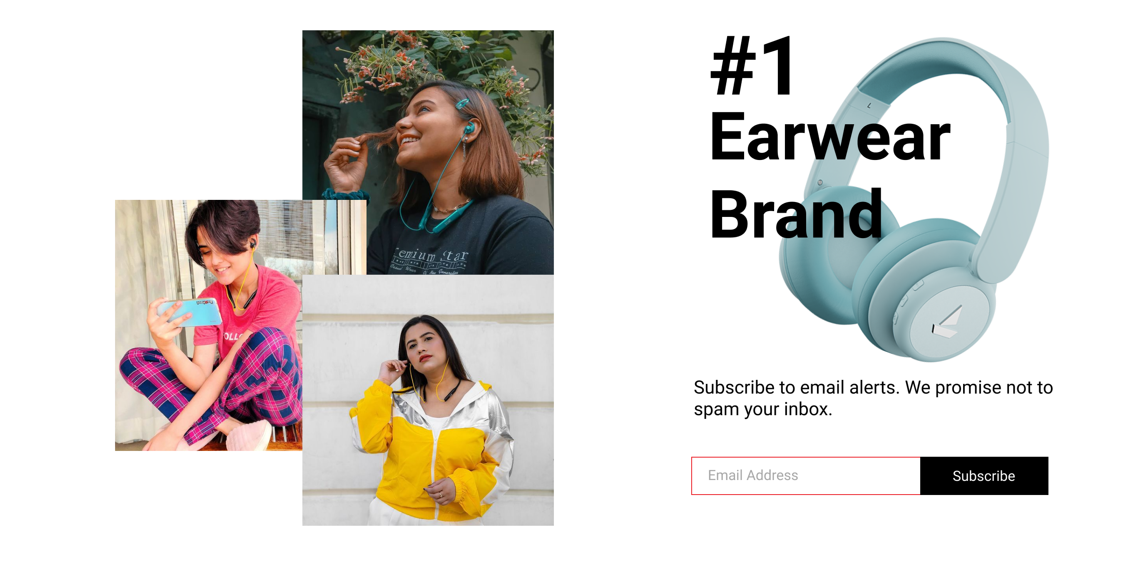 #1
Earwear
Brand
L
Subscribe to email alerts. We promise not to
spam your inbox.
Email Address
Subscribe